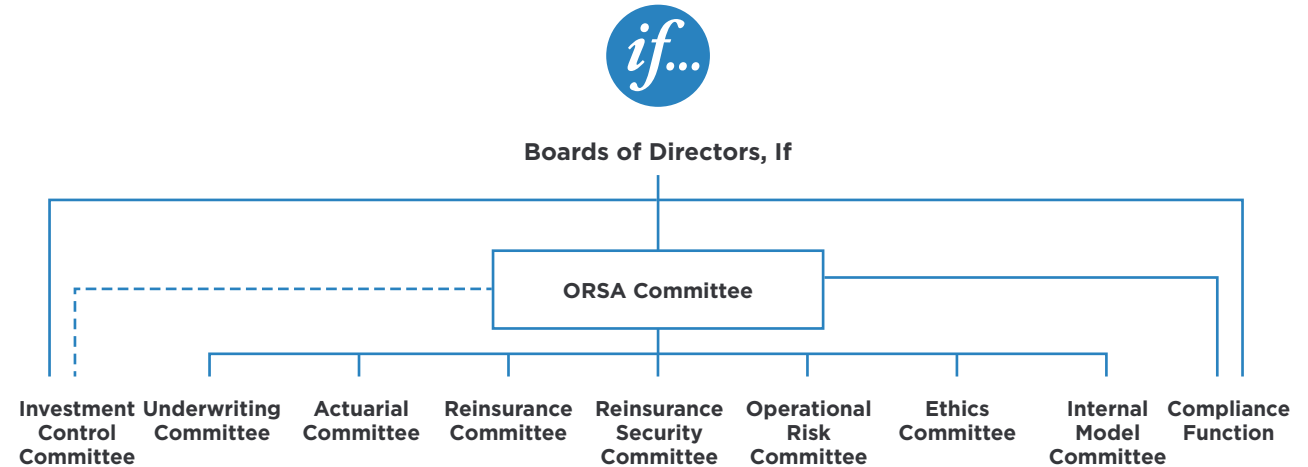 if...
Boards of Directors, If
ORSA Committee
Investment
Control
Committee
Underwriting
Committee
Actuarial
Committee
Reinsurance
Committee
Reinsurance
Security
Committee
Operational
Risk
Committee
Ethics
Committee
Internal
Model
Committee
Compliance
Function